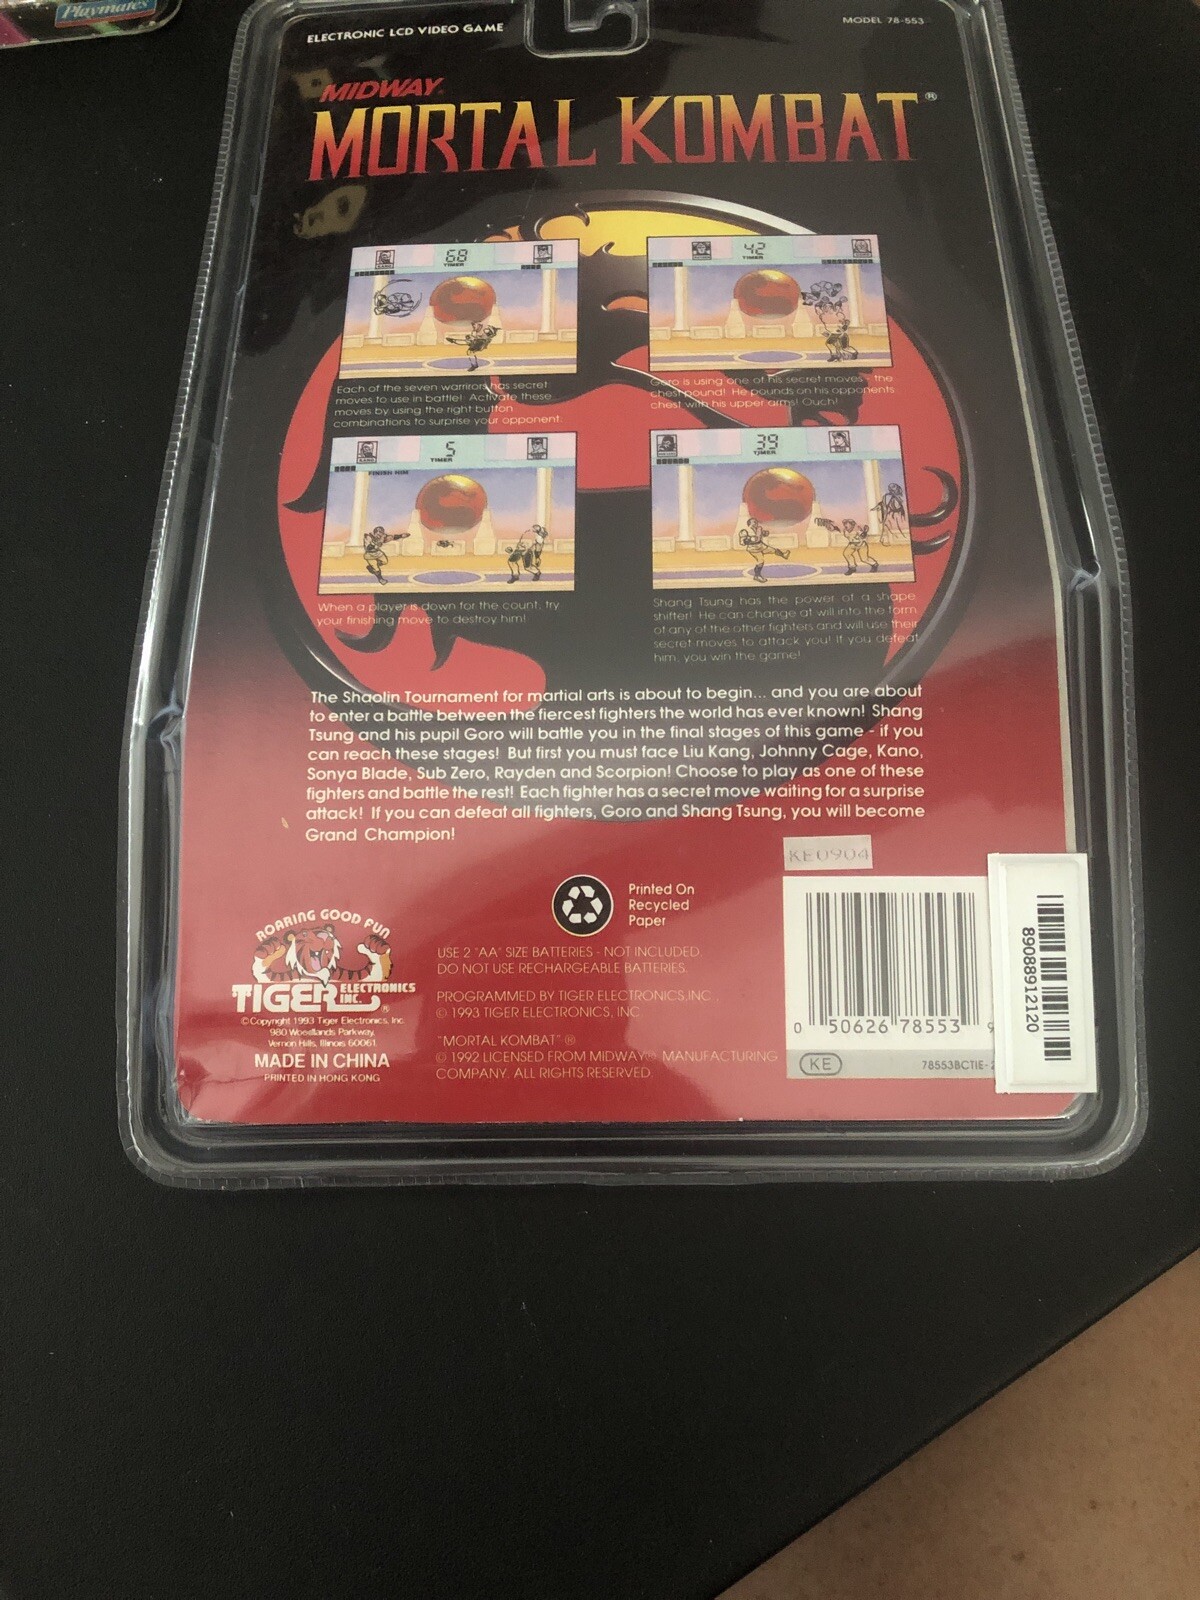 Playmates
ELECTRONIC LCD VIDEO GAME
MODEL 78-553
MIDWAY
MORTAL KOMBAT®
68
TIMER
42
TIMER
Each of the seven warrirors has secret
moves to use in battle! Activate these
moves by using the right button
combinations to surprise your opponent.
Goro is using one of his secret moves - the
chest pound! He pounds on his opponents
chest with his upper arms! Ouch!
5
TIMER
FINISH HIM
39
TIMER
When a player is down for the count, try
your finishing move to destroy him!
Shang Tsung has the power of a shape
shifter! He can change at will into the form
of any of the other fighters and will use their
secret moves to attack you! If you defeat
him, you win the game!
The Shaolin Tournament for martial arts is about to begin... and you are about
to enter a battle between the fiercest fighters the world has ever known! Shang
Tsung and his pupil Goro will battle you in the final stages of this game - if you
can reach these stages! But first you must face Liu Kang, Johnny Cage, Kano,
Sonya Blade, Sub Zero, Rayden and Scorpion! Choose to play as one of these
fighters and battle the rest! Each fighter has a secret move waiting for a surprise
attack! If you can defeat all fighters, Goro and Shang Tsung, you will become
Grand Champion!
KE0904
Printed On
Recycled
Paper
ROARING GOOD FUN
TIGER ELECTRONICS INC.®
© Copyright 1993 Tiger Electronics, Inc.
980 Woodlands Parkway,
Vernon Hills, Illinois 60061
MADE IN CHINA
PRINTED IN HONG KONG
USE 2 "AA" SIZE BATTERIES - NOT INCLUDED.
DO NOT USE RECHARGEABLE BATTERIES.
PROGRAMMED BY TIGER ELECTRONICS, INC.,
© 1993 TIGER ELECTRONICS, INC.
"MORTAL KOMBAT" ®
© 1992 LICENSED FROM MIDWAY® MANUFACTURING
COMPANY. ALL RIGHTS RESERVED.
0 50626 78553 9
KE
78553BCTIE-2
89088912120